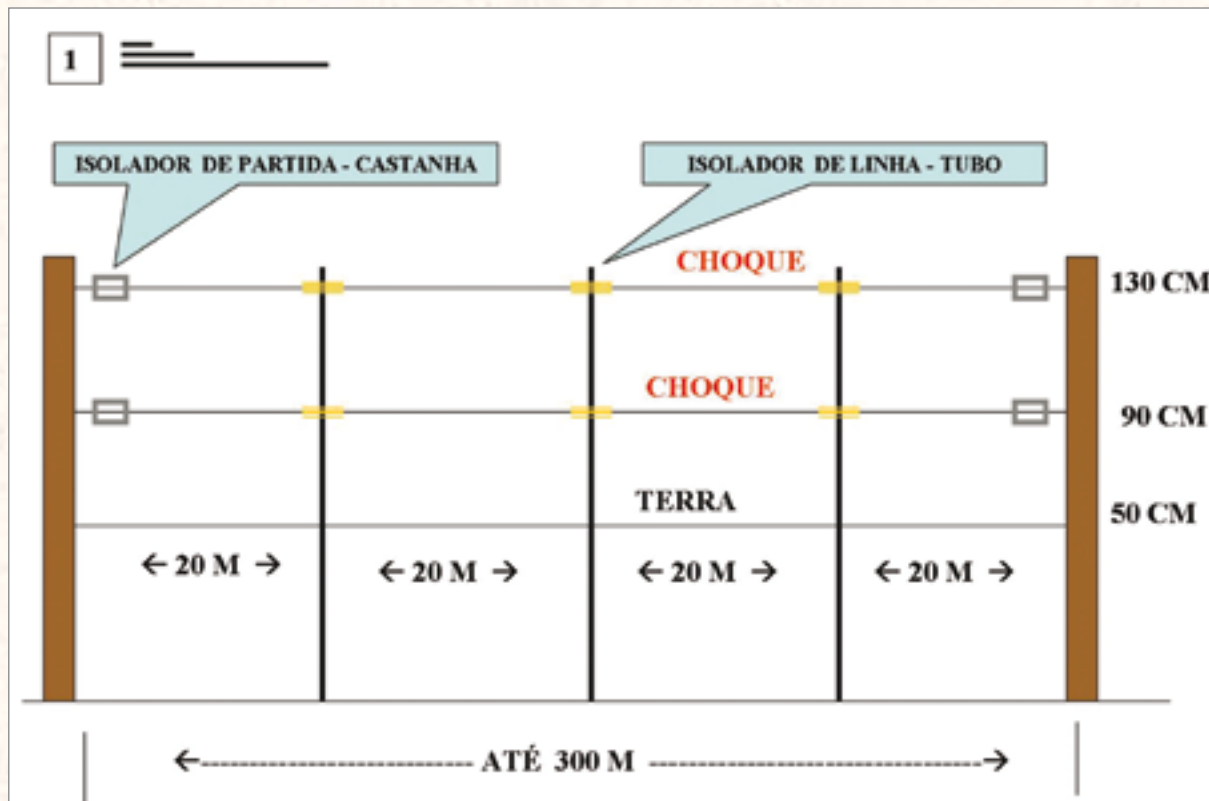 1
ISOLADOR DE PARTIDA - CASTANHA
ISOLADOR DE LINHA - TUBO
CHOQUE
130 CM
CHOQUE
90 CM
TERRA
50 CM
← 20 M → ← 20 M → ← 20 M → ← 20 M →
←-------------------------- ATÉ 300 M --------------------------------→